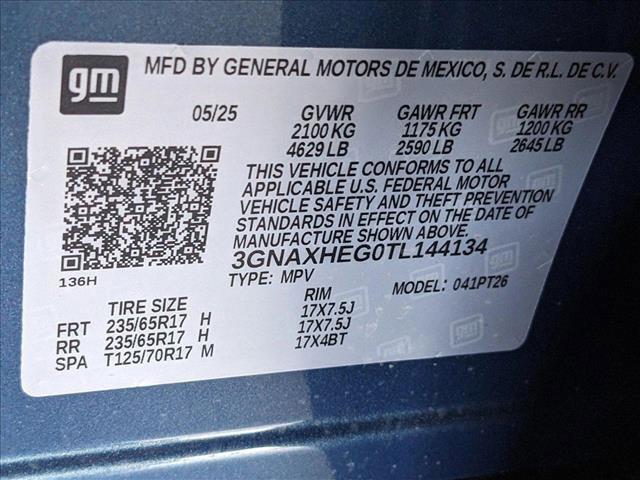 gm
MFD BY GENERAL MOTORS DE MEXICO, S. DE R.L. DE C.V.
05/25 GVWR GAWR FRT GAWR RR
2100 KG 1175 KG 1200 KG
4629 LB 2590 LB 2645 LB
THIS VEHICLE CONFORMS TO ALL
APPLICABLE U.S. FEDERAL MOTOR
VEHICLE SAFETY AND THEFT PREVENTION
STANDARDS IN EFFECT ON THE DATE OF
MANUFACTURE SHOWN ABOVE.
3GNAXHEG0TL144134
136H
TYPE: MPV MODEL: 041PT26
TIRE SIZE RIM
FRT 235/65R17 H 17X7.5J
RR 235/65R17 H 17X7.5J
SPA T125/70R17 M 17X4BT